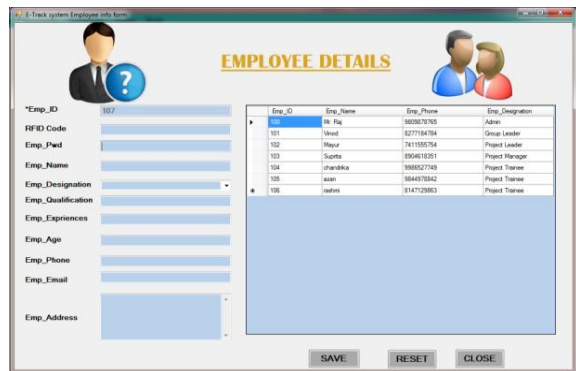 E-Track system Employee info form
EMPLOYEE DETAILS
*Emp_ID 107
RFID Code
Emp_Pwd
Emp_Name
Emp_Designation
Emp_Qualification
Emp_Expriences
Emp_Age
Emp_Phone
Emp_Email
Emp_Address
Emp_ID Emp_Name Emp_Phone Emp_Designation
100 Mr. Raj 9809878765 Admin
101 Vinod 8277184784 Group Leader
102 Mayur 7411555754 Project Leader
103 Suprita 8904618351 Project Manager
104 chandrika 9986527749 Project Trainee
105 azan 9844978842 Project Trainee
106 rashmi 8147129863 Project Trainee
SAVE RESET CLOSE